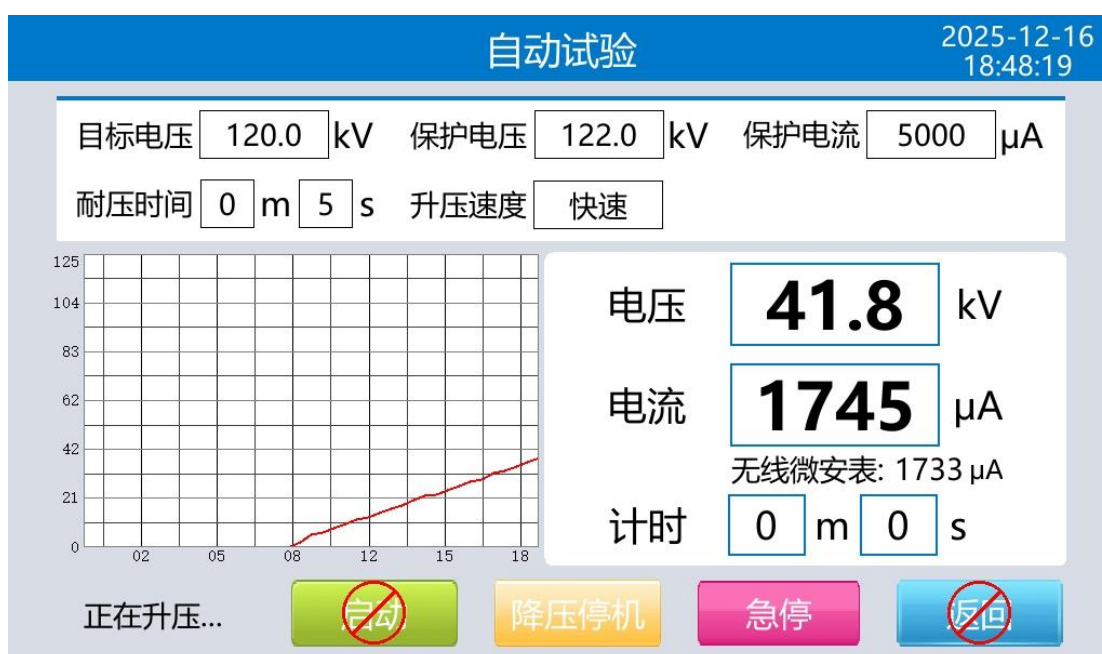 自动试验
2025-12-16
18:48:19
目标电压 120.0 kV 保护电压 122.0 kV 保护电流 5000 μA
耐压时间 0 m 5 s 升压速度 快速
125
104
83
62
42
21
0
02 05 08 12 15 18
电压 41.8 kV
电流 1745 μA
无线微安表: 1733 μA
计时 0 m 0 s
正在升压... 启动 降压停机 急停 返回